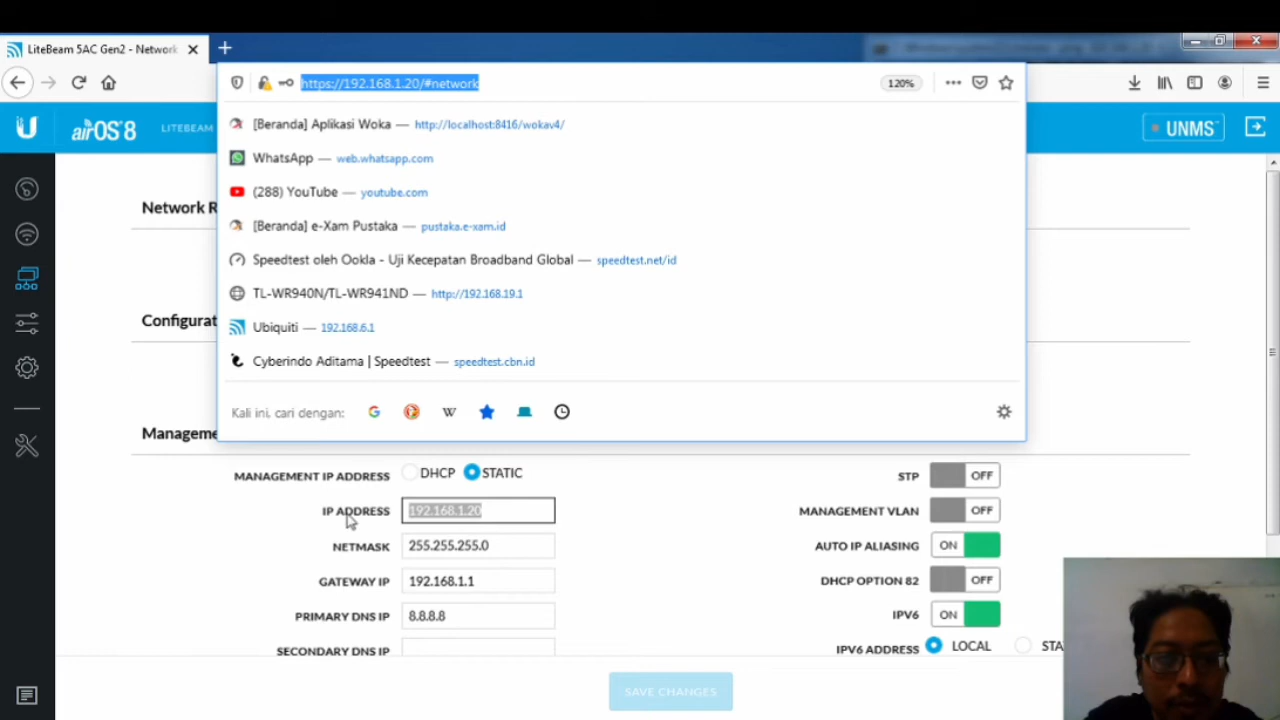 LiteBeam 5AC Gen2 - Network
https://192.168.1.20/#network
120%
[Beranda] Aplikasi Woka — http://localhost:8416/wokav4/
WhatsApp — web.whatsapp.com
(288) YouTube — youtube.com
[Beranda] e-Xam Pustaka — pustaka.e-xam.id
Speedtest oleh Ookla - Uji Kecepatan Broadband Global — speedtest.net/id
TL-WR940N/TL-WR941ND — http://192.168.19.1
Ubiquiti — 192.168.6.1
Cyberindo Aditama | Speedtest — speedtest.cbn.id
Kali ini, cari dengan:
airOS 8 LITEBEAM
UNMS
Network R
Configurat
Manageme
MANAGEMENT IP ADDRESS DHCP STATIC
IP ADDRESS 192.168.1.20
NETMASK 255.255.255.0
GATEWAY IP 192.168.1.1
PRIMARY DNS IP 8.8.8.8
SECONDARY DNS IP
STP OFF
MANAGEMENT VLAN OFF
AUTO IP ALIASING ON
DHCP OPTION 82 OFF
IPV6 ON
IPV6 ADDRESS LOCAL STA
SAVE CHANGES